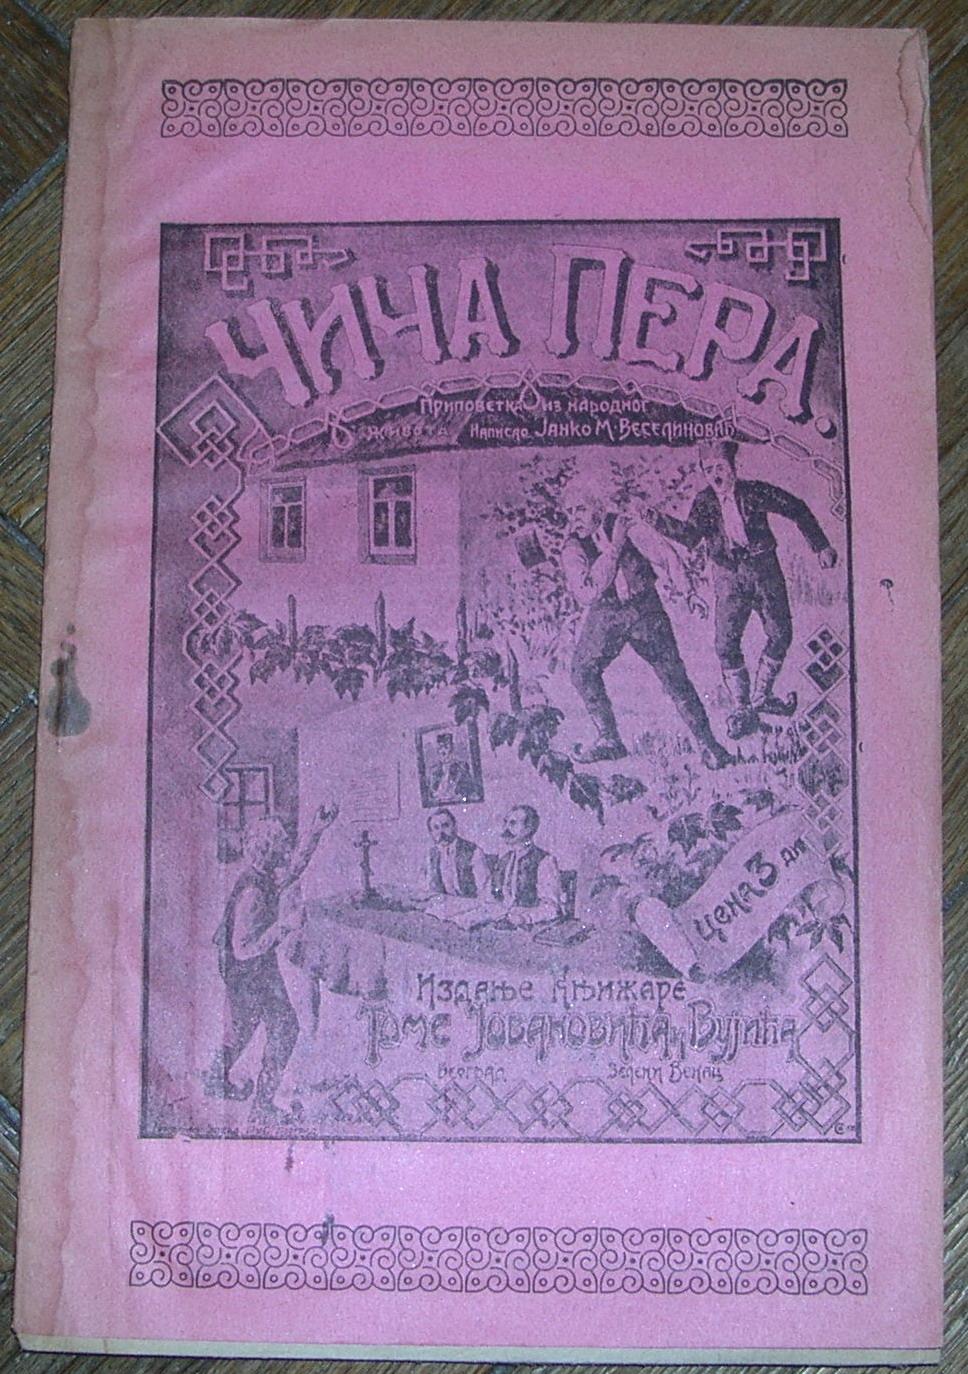 ЧИЧА ПЕРА.
Приповетка из народног
живота Написао Јанко М. Веселиновић
Цена 3 ди
Издање Књижаре
Томе Јовановића и Вујића
Београд Зелени Венац